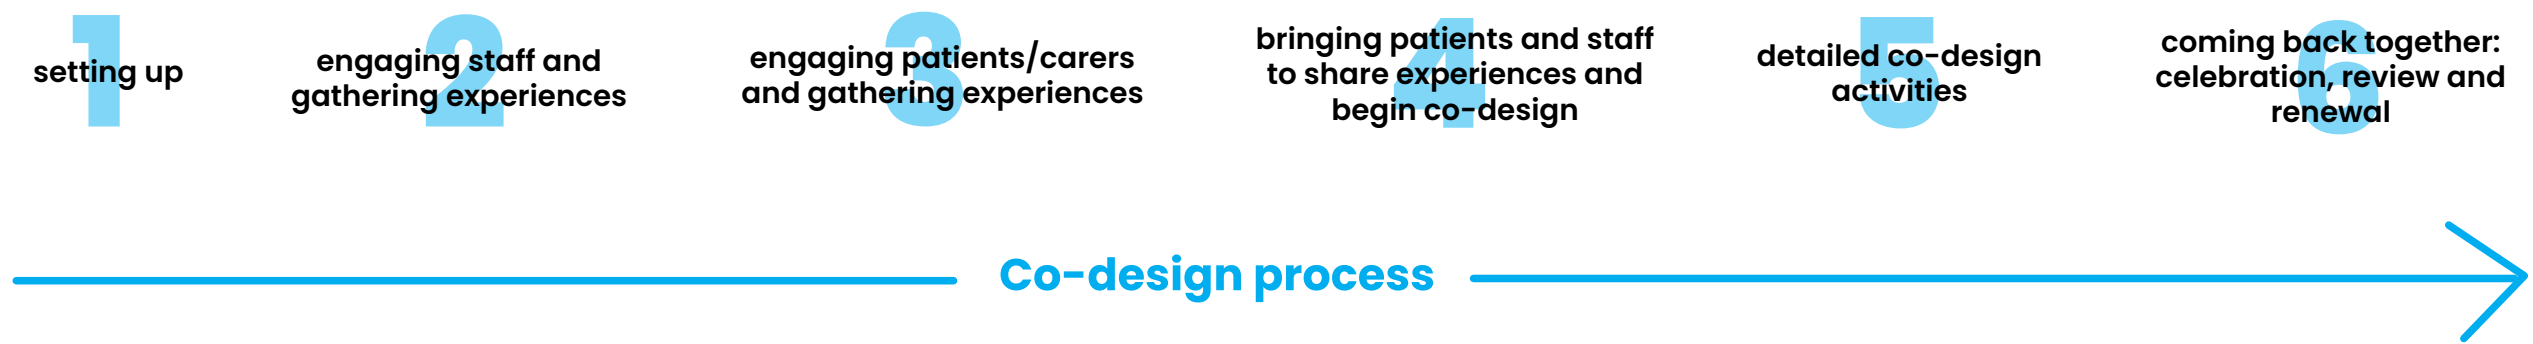 1
setting up
2
engaging staff and
gathering experiences
3
engaging patients/carers
and gathering experiences
4
bringing patients and staff
to share experiences and
begin co-design
5
detailed co-design
activities
6
coming back together:
celebration, review and
renewal
Co-design process